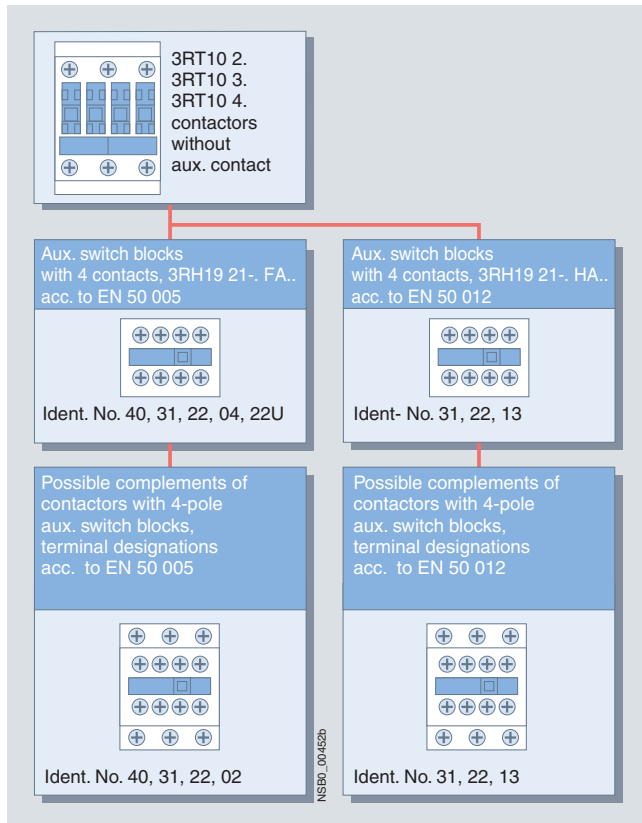 3RT10 2.
3RT10 3.
3RT10 4.
contactors
without
aux. contact
Aux. switch blocks
with 4 contacts, 3RH19 21-. FA..
acc. to EN 50 005
Ident. No. 40, 31, 22, 04, 22U
Aux. switch blocks
with 4 contacts, 3RH19 21-. HA..
acc. to EN 50 012
Ident- No. 31, 22, 13
Possible complements of
contactors with 4-pole
aux. switch blocks,
terminal designations
acc. to EN 50 005
Ident. No. 40, 31, 22, 02
Possible complements of
contactors with 4-pole
aux. switch blocks,
terminal designations
acc. to EN 50 012
Ident. No. 31, 22, 13
NSB0_00452b